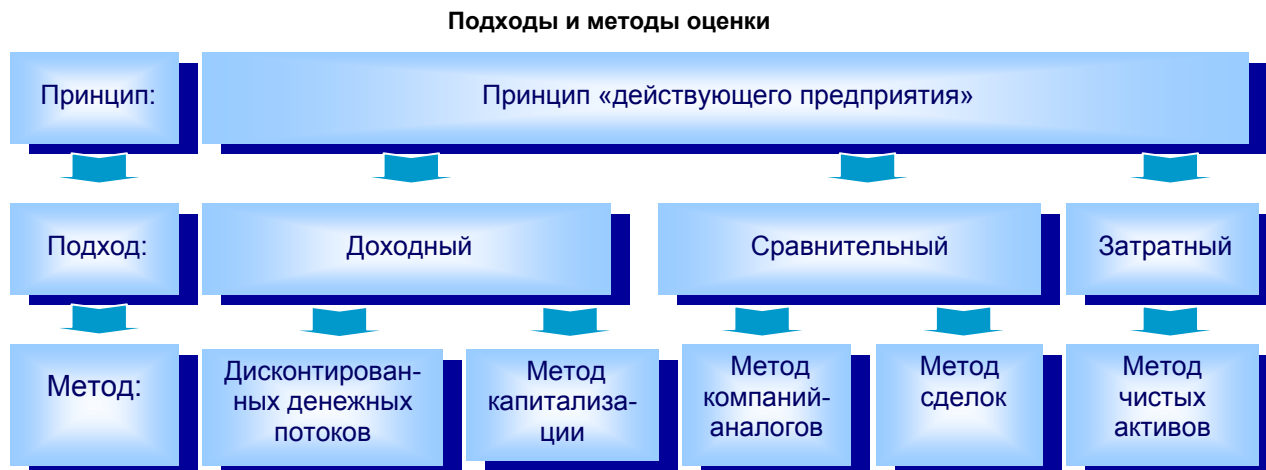 Подходы и методы оценки
Принцип:
Принцип «действующего предприятия»
Подход:
Доходный
Сравнительный
Затратный
Метод:
Дисконтирован-
ных денежных
потоков
Метод
капитализа-
ции
Метод
компаний-
аналогов
Метод
сделок
Метод
чистых
активов